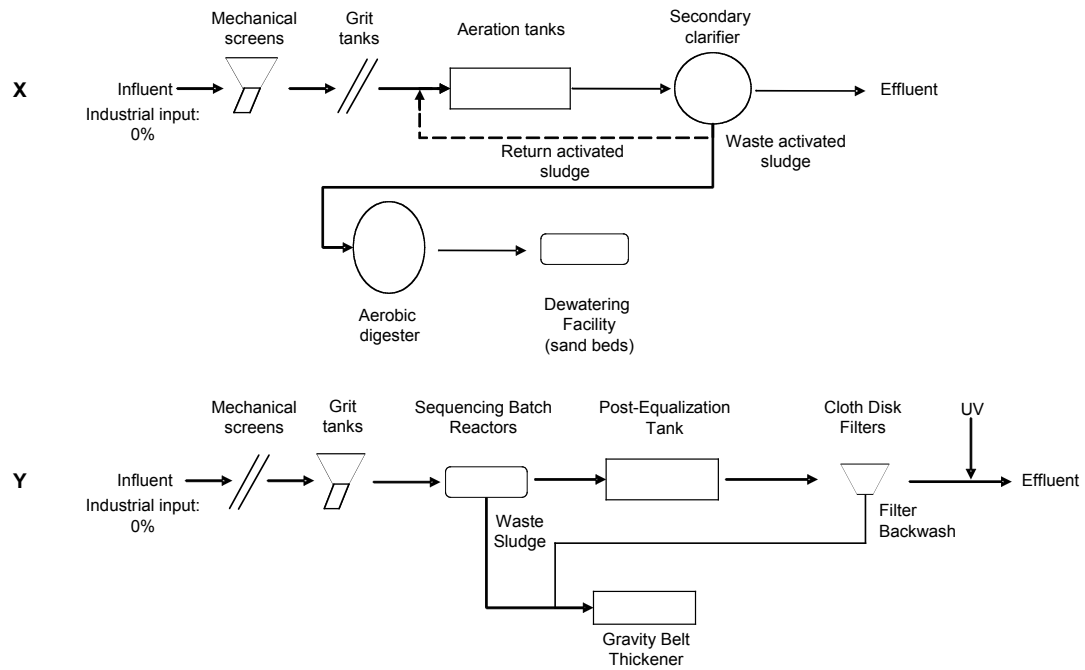 Mechanical
screens
Grit
tanks
Aeration tanks
Secondary
clarifier
X
Influent
Industrial input:
0%
Effluent
Return activated
sludge
Waste activated
sludge
Aerobic
digester
Dewatering
Facility
(sand beds)
Mechanical
screens
Grit
tanks
Sequencing Batch
Reactors
Post-Equalization
Tank
Cloth Disk
Filters
UV
Y
Influent
Industrial input:
0%
Effluent
Waste
Sludge
Filter
Backwash
Gravity Belt
Thickener